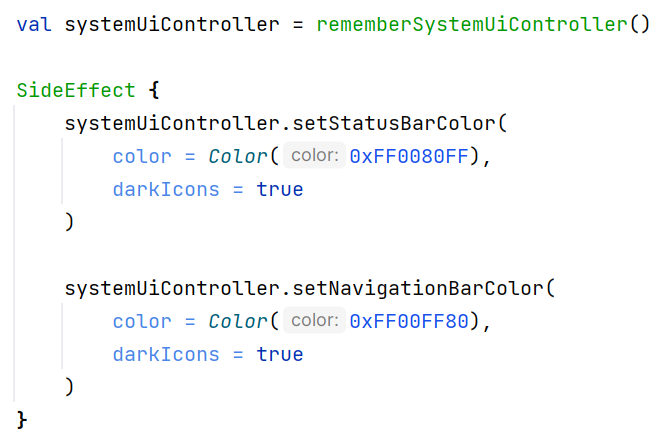 val systemUiController = rememberSystemUiController()
SideEffect {
systemUiController.setStatusBarColor(
color = Color( color: 0xFF0080FF),
darkIcons = true
)
systemUiController.setNavigationBarColor(
color = Color( color: 0xFF00FF80),
darkIcons = true
)
}